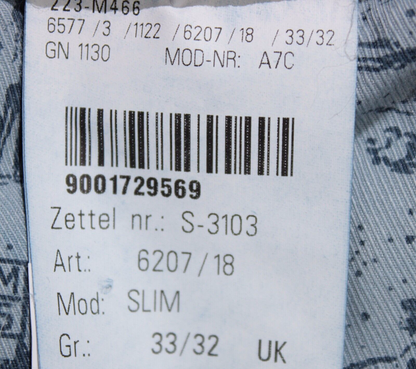 223-M466
6577 /3 /1122 /6207/18 /33/32
GN 1130 MOD-NR: A7C
9001729569
Zettel nr.: S-3103
Art.: 6207/18
Mod: SLIM
Gr.: 33/32 UK